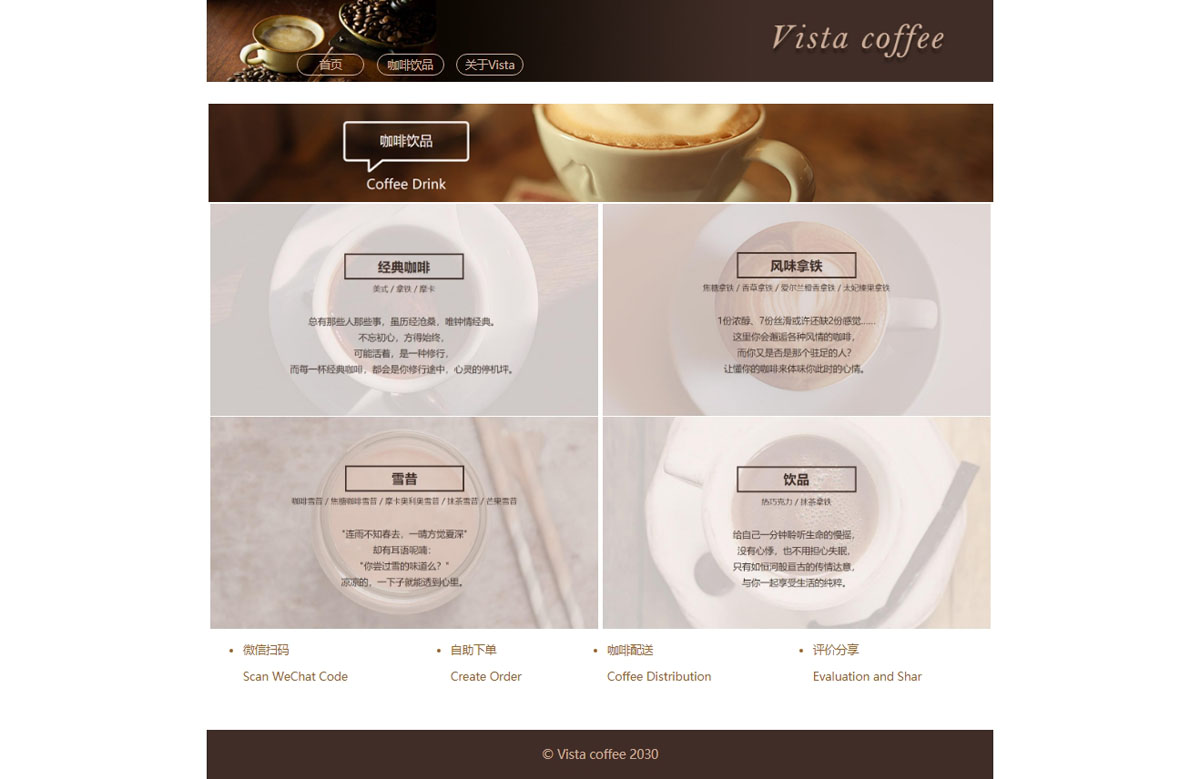 Vista coffee
首页
咖啡饮品
关于Vista
咖啡饮品
Coffee Drink
经典咖啡
美式 / 拿铁 / 摩卡
总有那些人那些事，虽历经沧桑，唯钟情经典。
不忘初心，方得始终，
可能活着，是一种修行，
而每一杯经典咖啡，都会是你修行途中，心灵的停机坪。
风味拿铁
焦糖拿铁 / 香草拿铁 / 爱尔兰榛香拿铁 / 太妃榛果拿铁
1份浓醇、7份丝滑或许还缺2份感觉……
这里你会邂逅各种风情的咖啡，
而你又是否是那个驻足的人？
让懂你的咖啡来体味你此时的心情。
雪昔
咖啡雪昔 / 焦糖咖啡雪昔 / 摩卡奥利奥雪昔 / 抹茶雪昔 / 芒果雪昔
"连雨不知春去，一晴方觉夏深"
却有耳语呢喃：
"你尝过雪的味道么？"
凉凉的，一下子就能透到心里。
饮品
热巧克力 / 抹茶拿铁
给自己一分钟聆听生命的慢摇，
没有心悸，也不用担心失眠，
只有如恒河般亘古的传情达意，
与你一起享受生活的纯粹。
微信扫码
Scan WeChat Code
自助下单
Create Order
咖啡配送
Coffee Distribution
评价分享
Evaluation and Shar
© Vista coffee 2030